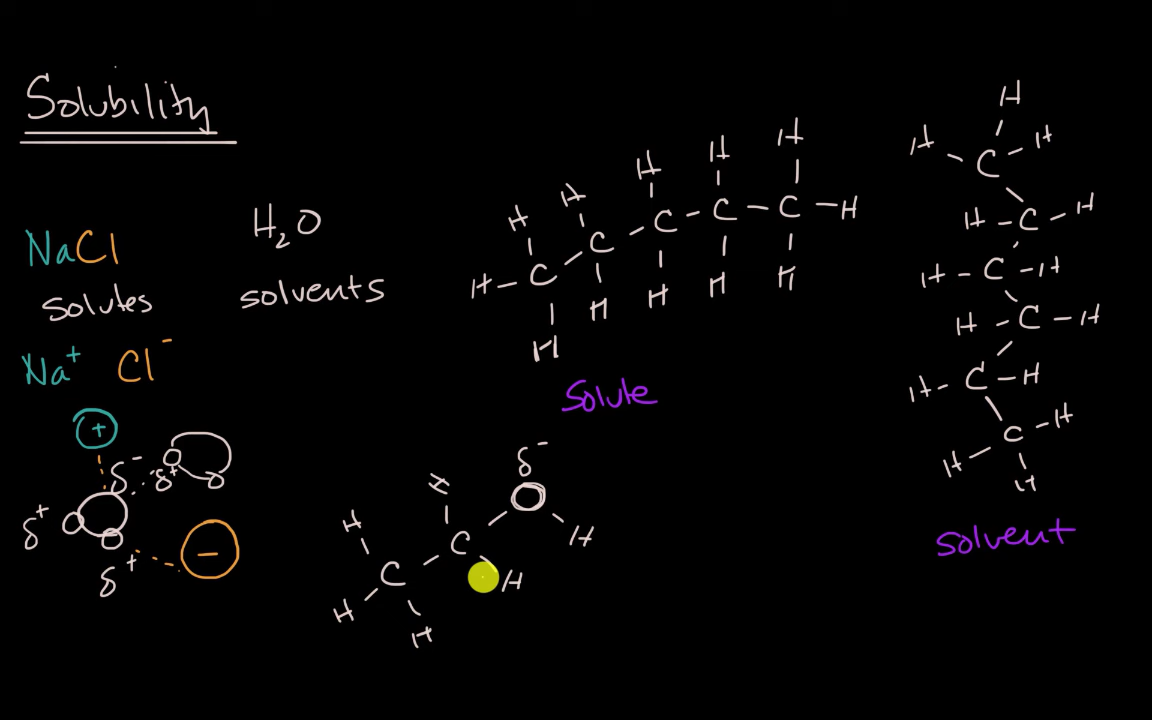 Solubility
NaCl
H₂O
solutes
solvents
Na⁺ Cl⁻
+
δ⁻
δ⁺
δ⁺
δ⁺
−
H H H H H
H - C - C - C - C - C - H
H H H H H
solute
H
H - C - H
H - C - H
H - C - H
H - C - H
H - C - H
H - C - H
H
solvent
δ⁻
H H O H
C C H
H H